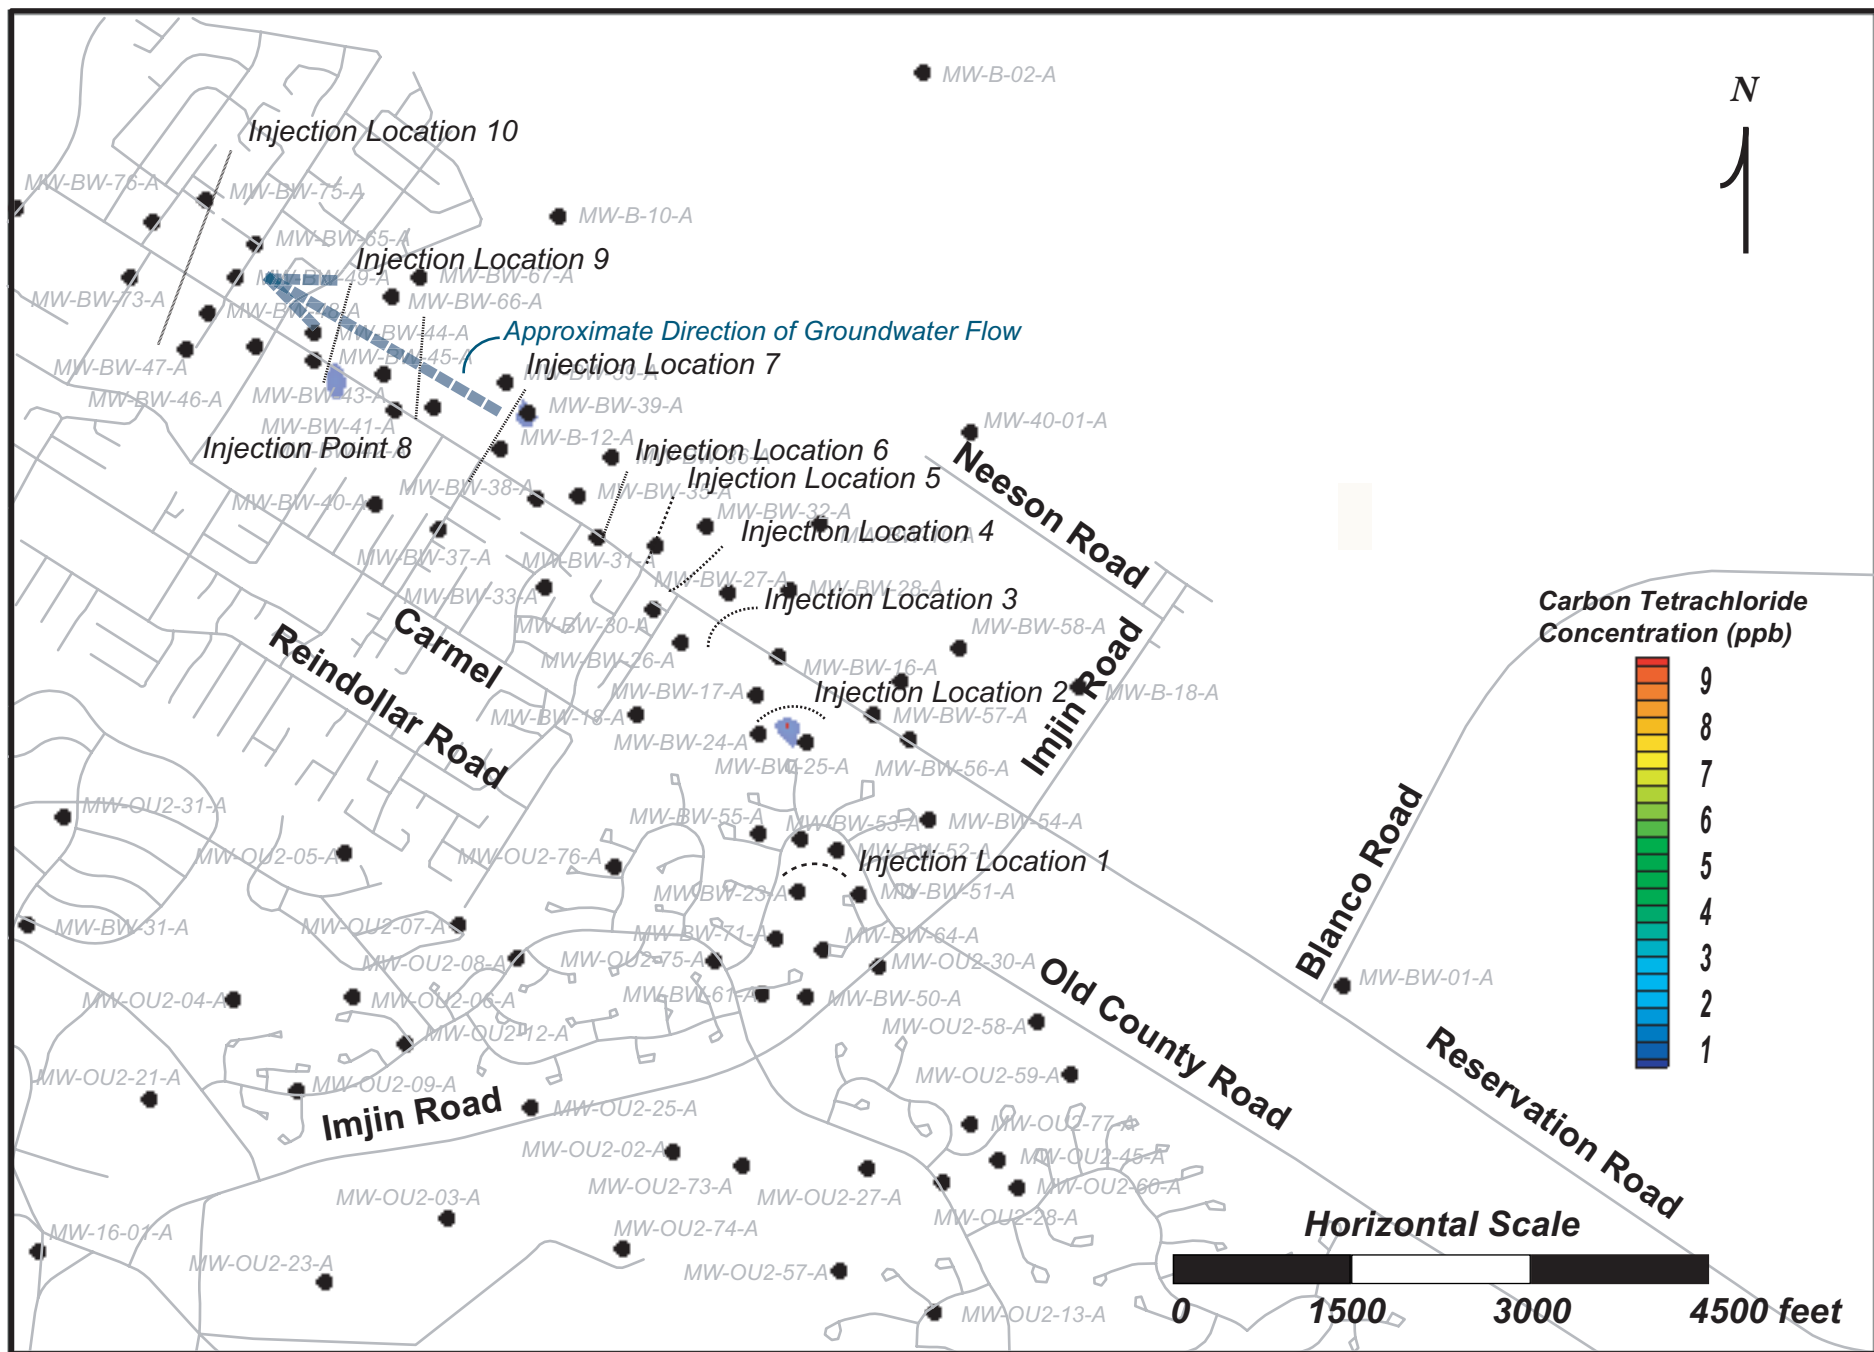 MW-B-02-A
N
Injection Location 10
MW-BW-76-A
MW-BW-75-A
MW-B-10-A
MW-BW-65-A
Injection Location 9
MW-BW-49-A
MW-BW-67-A
MW-BW-73-A
MW-BW-66-A
MW-BW-48-A
MW-BW-44-A
Approximate Direction of Groundwater Flow
MW-BW-47-A
MW-BW-45-A
Injection Location 7
MW-BW-46-A
MW-BW-43-A
MW-BW-39-A
MW-BW-41-A
MW-40-01-A
MW-B-12-A
Injection Point 8
Injection Location 6
Neeson Road
Injection Location 5
MW-BW-38-A
MW-BW-35-A
MW-BW-40-A
MW-BW-32-A
Injection Location 4
MW-BW-37-A
MW-BW-31-A
MW-BW-27-A
MW-BW-28-A
MW-BW-33-A
Injection Location 3
Carbon Tetrachloride
Concentration (ppb)
Carmel
MW-BW-30-A
MW-BW-58-A
Reindollar Road
MW-BW-26-A
MW-BW-16-A
Imjin Road
MW-BW-17-A
Injection Location 2
MW-B-18-A
9
MW-BW-18-A
MW-BW-57-A
8
MW-BW-24-A
MW-BW-25-A
MW-BW-56-A
7
MW-OU2-31-A
MW-BW-55-A
MW-BW-53-A
MW-BW-54-A
6
MW-OU2-05-A
MW-OU2-76-A
MW-BW-52-A
Injection Location 1
5
MW-BW-23-A
MW-BW-51-A
Blanco Road
4
MW-BW-31-A
MW-OU2-07-A
MW-BW-71-A
MW-BW-64-A
3
MW-OU2-08-A
MW-OU2-75-A
MW-OU2-30-A
Old County Road
MW-BW-01-A
MW-OU2-04-A
MW-OU2-06-A
MW-BW-61-A
MW-BW-50-A
2
MW-OU2-12-A
MW-OU2-58-A
Reservation Road
1
MW-OU2-21-A
MW-OU2-09-A
MW-OU2-59-A
Imjin Road
MW-OU2-25-A
MW-OU2-77-A
MW-OU2-02-A
MW-OU2-45-A
MW-OU2-03-A
MW-OU2-73-A
MW-OU2-27-A
MW-OU2-60-A
MW-OU2-28-A
Horizontal Scale
MW-16-01-A
MW-OU2-74-A
MW-OU2-23-A
MW-OU2-57-A
MW-OU2-13-A
0 1500 3000 4500 feet